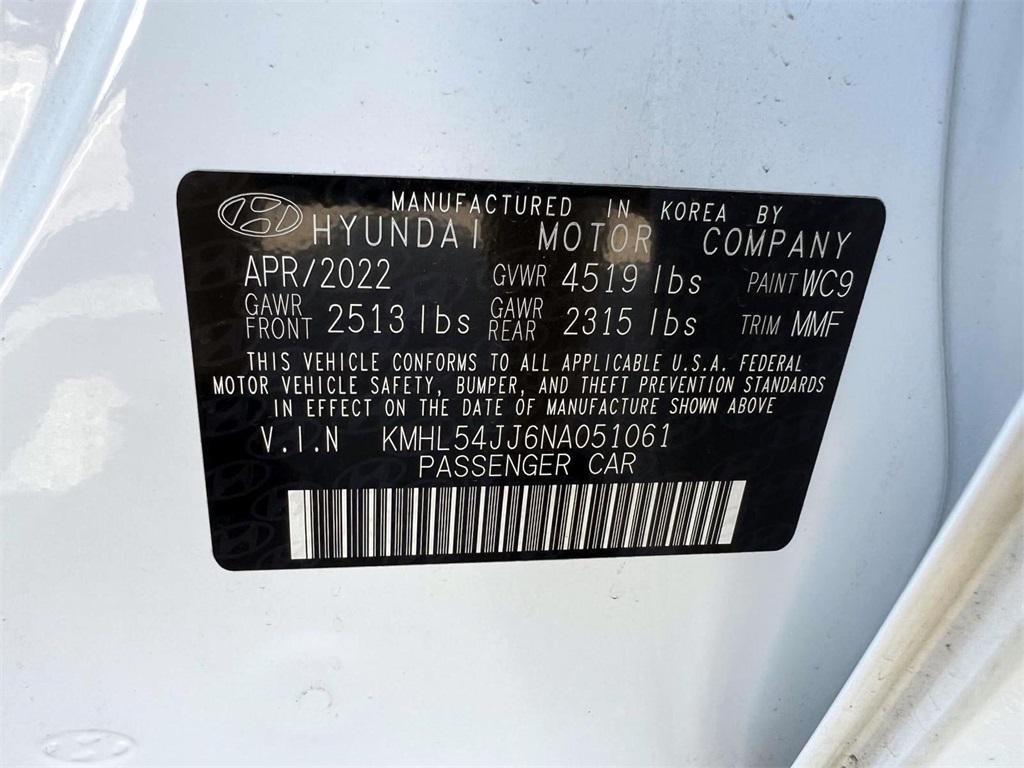 MANUFACTURED IN KOREA BY
HYUNDAI MOTOR COMPANY
APR/2022 GVWR 4519 lbs PAINT WC9
GAWR FRONT 2513 lbs GAWR REAR 2315 lbs TRIM MMF
THIS VEHICLE CONFORMS TO ALL APPLICABLE U.S.A. FEDERAL
MOTOR VEHICLE SAFETY, BUMPER, AND THEFT PREVENTION STANDARDS
IN EFFECT ON THE DATE OF MANUFACTURE SHOWN ABOVE
V.I.N KMHL54JJ6NA051061
PASSENGER CAR